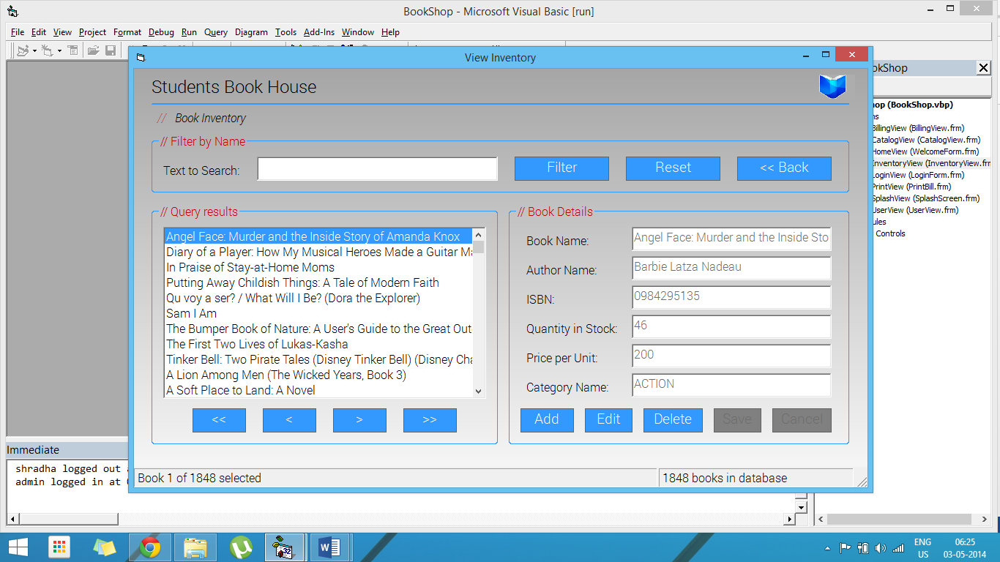 BookShop - Microsoft Visual Basic [run]
File Edit View Project Format Debug Run Query Diagram Tools Add-Ins Window Help
View Inventory
Students Book House
// Book Inventory
// Filter by Name
Text to Search:
Filter
Reset
<< Back
// Query results
Angel Face: Murder and the Inside Story of Amanda Knox
Diary of a Player: How My Musical Heroes Made a Guitar
In Praise of Stay-at-Home Moms
Putting Away Childish Things: A Tale of Modern Faith
Qu voy a ser? / What Will I Be? (Dora the Explorer)
Sam I Am
The Bumper Book of Nature: A User's Guide to the Great
The First Two Lives of Lukas-Kasha
Tinker Bell: Two Pirate Tales (Disney Tinker Bell) (Disney
A Lion Among Men (The Wicked Years, Book 3)
A Soft Place to Land: A Novel
<<
<
>
>>
// Book Details
Book Name: Angel Face: Murder and the Inside Sto
Author Name: Barbie Latza Nadeau
ISBN: 0984295135
Quantity in Stock: 46
Price per Unit: 200
Category Name: ACTION
Add
Edit
Delete
Save
Cancel
Book 1 of 1848 selected
1848 books in database
okShop
hop (BookShop.vbp)
ns
BillingView (BillingView.frm)
CatalogView (CatalogView.frm)
HomeView (WelcomeForm.frm)
InventoryView (InventoryView.frm
LoginView (LoginForm.frm)
PrintView (PrintBill.frm)
SplashView (SplashScreen.frm)
UserView (UserView.frm)
ules
Controls
Immediate
shradha logged out
admin logged in at
32
W
ENG
US
06:25
03-05-2014